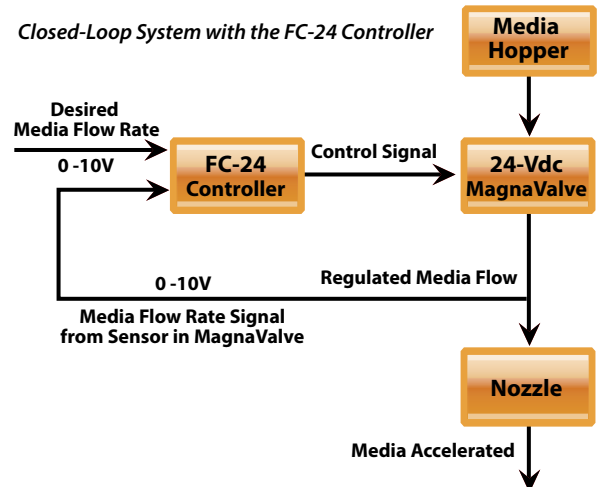 Closed-Loop System with the FC-24 Controller
Media
Hopper
Desired
Media Flow Rate
0 -10V
FC-24
Controller
Control Signal
24-Vdc
MagnaValve
0 -10V
Regulated Media Flow
Media Flow Rate Signal
from Sensor in MagnaValve
Nozzle
Media Accelerated